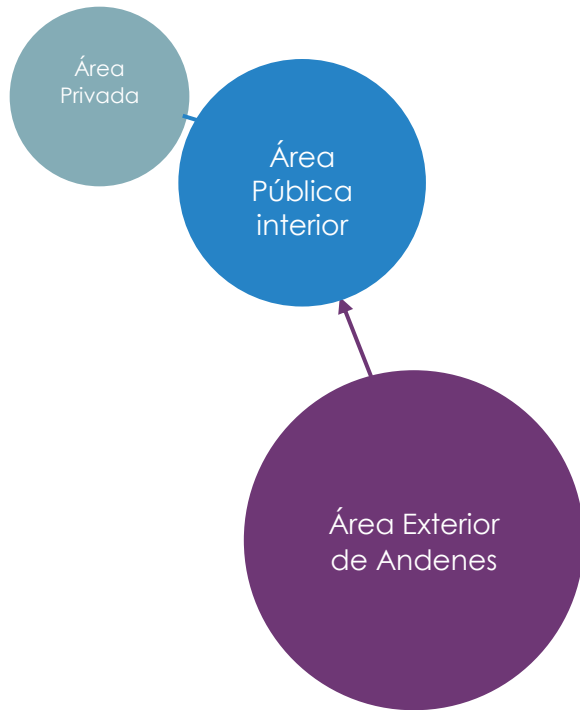 Área
Privada
Área
Pública
interior
Área Exterior
de Andenes